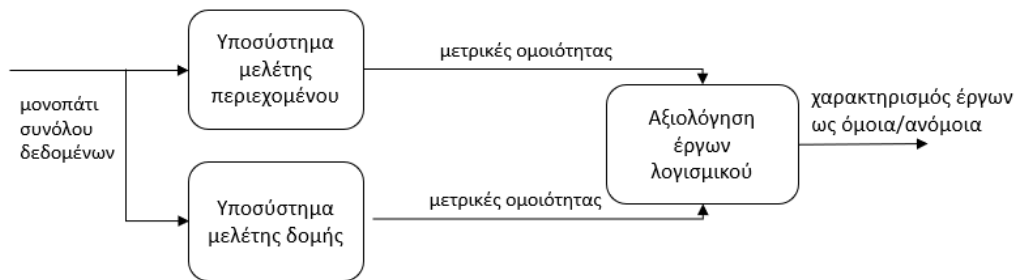 Υποσύστημα
μελέτης
περιεχομένου
μετρικές ομοιότητας
μονοπάτι
συνόλου
δεδομένων
Αξιολόγηση
έργων
λογισμικού
χαρακτηρισμός έργων
ως όμοια/ανόμοια
Υποσύστημα
μελέτης δομής
μετρικές ομοιότητας